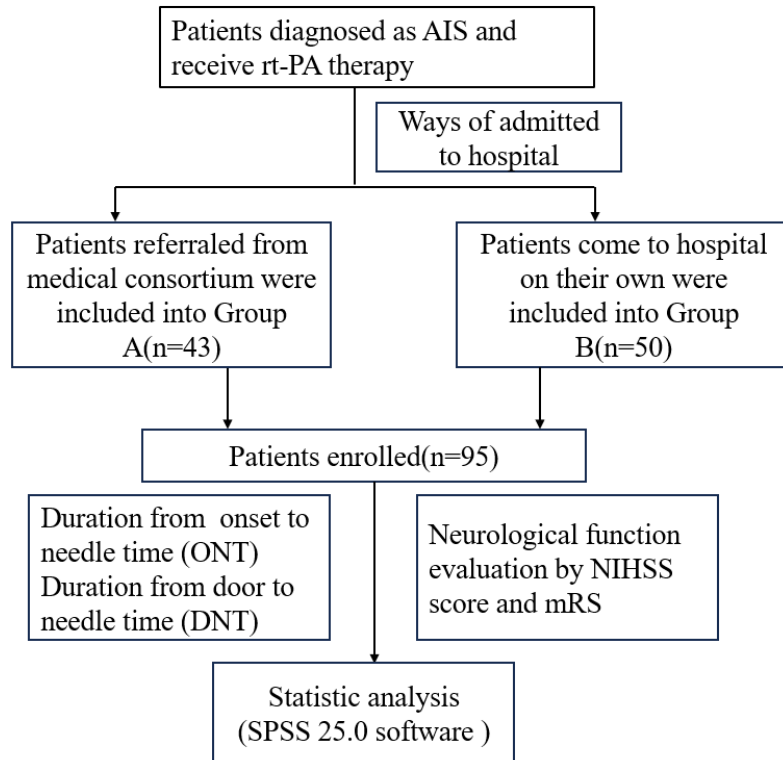 Patients diagnosed as AIS and
receive rt-PA therapy
Ways of admitted
to hospital
Patients referraled from
medical consortium were
included into Group
A(n=43)
Patients come to hospital
on their own were
included into Group
B(n=50)
Patients enrolled(n=95)
Duration from onset to
needle time (ONT)
Duration from door to
needle time (DNT)
Neurological function
evaluation by NIHSS
score and mRS
Statistic analysis
(SPSS 25.0 software )